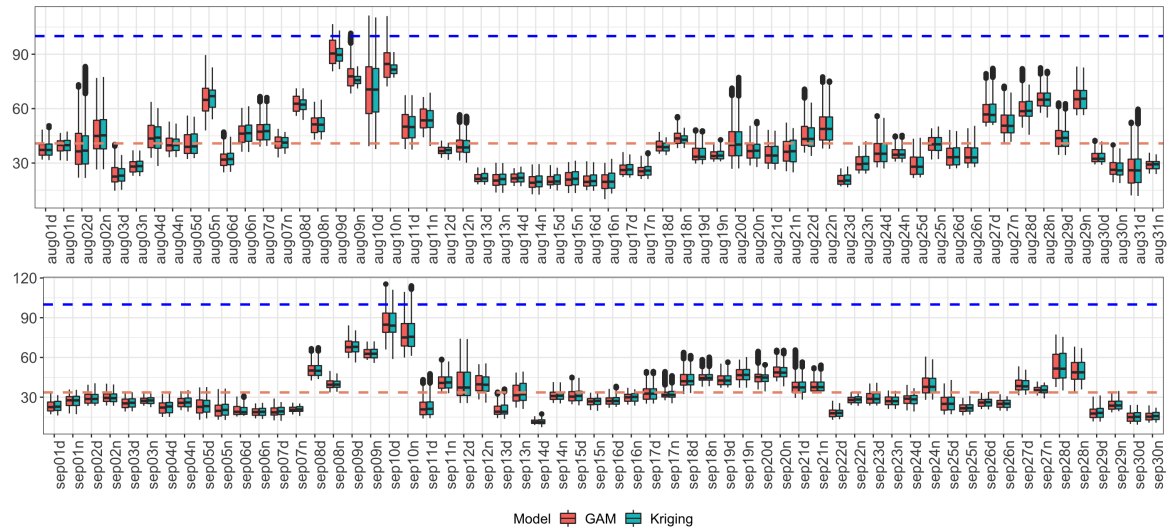 90
60
30
aug01d aug01n aug02d aug02n aug03d aug03n aug04d aug04n aug05d aug05n aug06d aug06n aug07d aug07n aug08d aug08n aug09d aug09n aug10d aug10n aug11d aug11n aug12d aug12n aug13d aug13n aug14d aug14n aug15d aug15n aug16d aug16n aug17d aug17n aug18d aug18n aug19d aug19n aug20d aug20n aug21d aug21n aug22d aug22n aug23d aug23n aug24d aug24n aug25d aug25n aug26d aug26n aug27d aug27n aug28d aug28n aug29d aug29n aug30d aug30n aug31d aug31n
120
90
60
30
sep01d sep01n sep02d sep02n sep03d sep03n sep04d sep04n sep05d sep05n sep06d sep06n sep07d sep07n sep08d sep08n sep09d sep09n sep10d sep10n sep11d sep11n sep12d sep12n sep13d sep13n sep14d sep14n sep15d sep15n sep16d sep16n sep17d sep17n sep18d sep18n sep19d sep19n sep20d sep20n sep21d sep21n sep22d sep22n sep23d sep23n sep24d sep24n sep25d sep25n sep26d sep26n sep27d sep27n sep28d sep28n sep29d sep29n sep30d sep30n
Model GAM Kriging